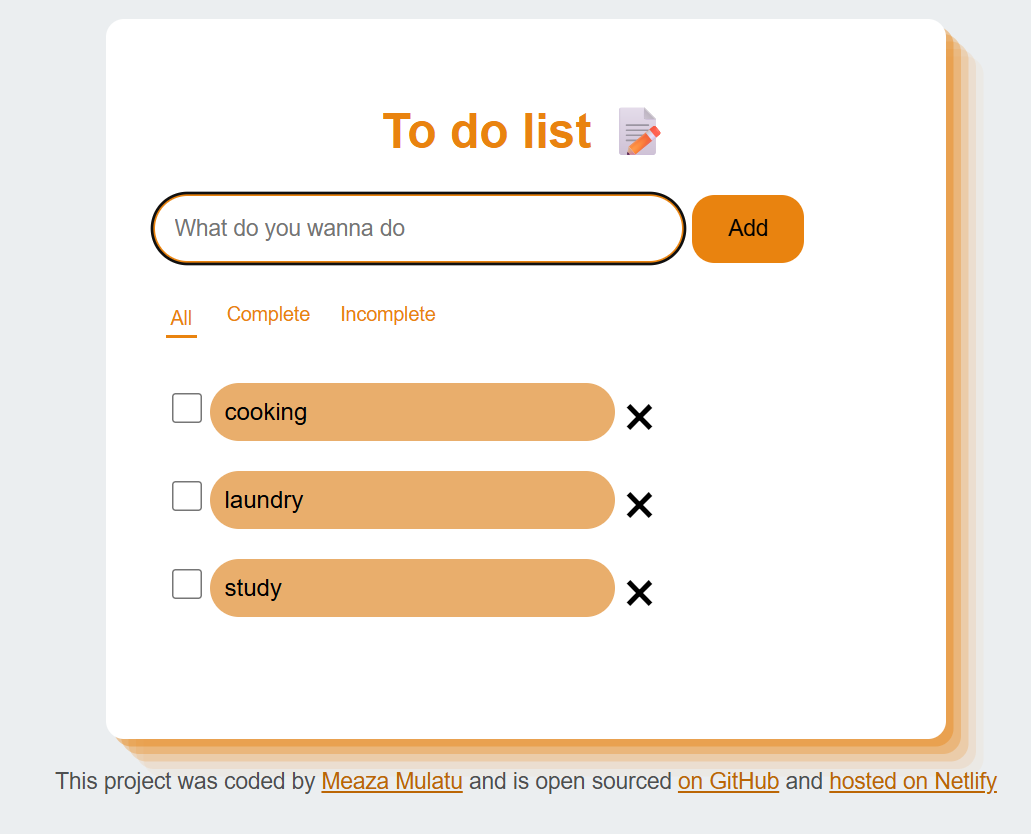 To do list
What do you wanna do
Add
All
Complete
Incomplete
cooking
laundry
study
This project was coded by Meaza Mulatu and is open sourced on GitHub and hosted on Netlify